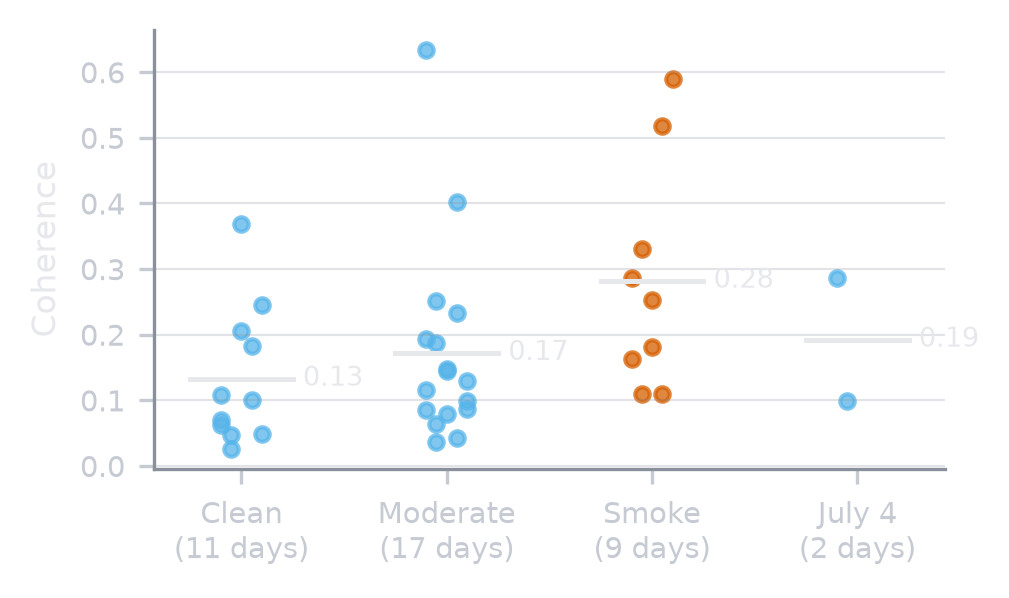 Coherence
0.6
0.5
0.4
0.3
0.2
0.1
0.0
0.13
0.17
0.28
0.19
Clean
(11 days)
Moderate
(17 days)
Smoke
(9 days)
July 4
(2 days)